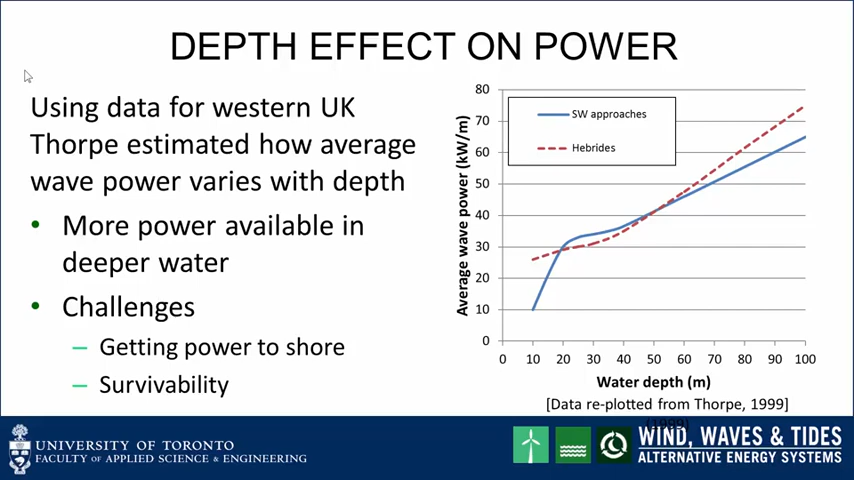 DEPTH EFFECT ON POWER
Using data for western UK
Thorpe estimated how average
wave power varies with depth
• More power available in
deeper water
• Challenges
– Getting power to shore
– Survivability
Average wave power (kW/m)
80
70
60
50
40
30
20
10
0
SW approaches
Hebrides
0 10 20 30 40 50 60 70 80 90 100
Water depth (m)
[Data re-plotted from Thorpe, 1999]
(1999)
UNIVERSITY OF TORONTO
FACULTY OF APPLIED SCIENCE & ENGINEERING
WIND, WAVES & TIDES
ALTERNATIVE ENERGY SYSTEMS